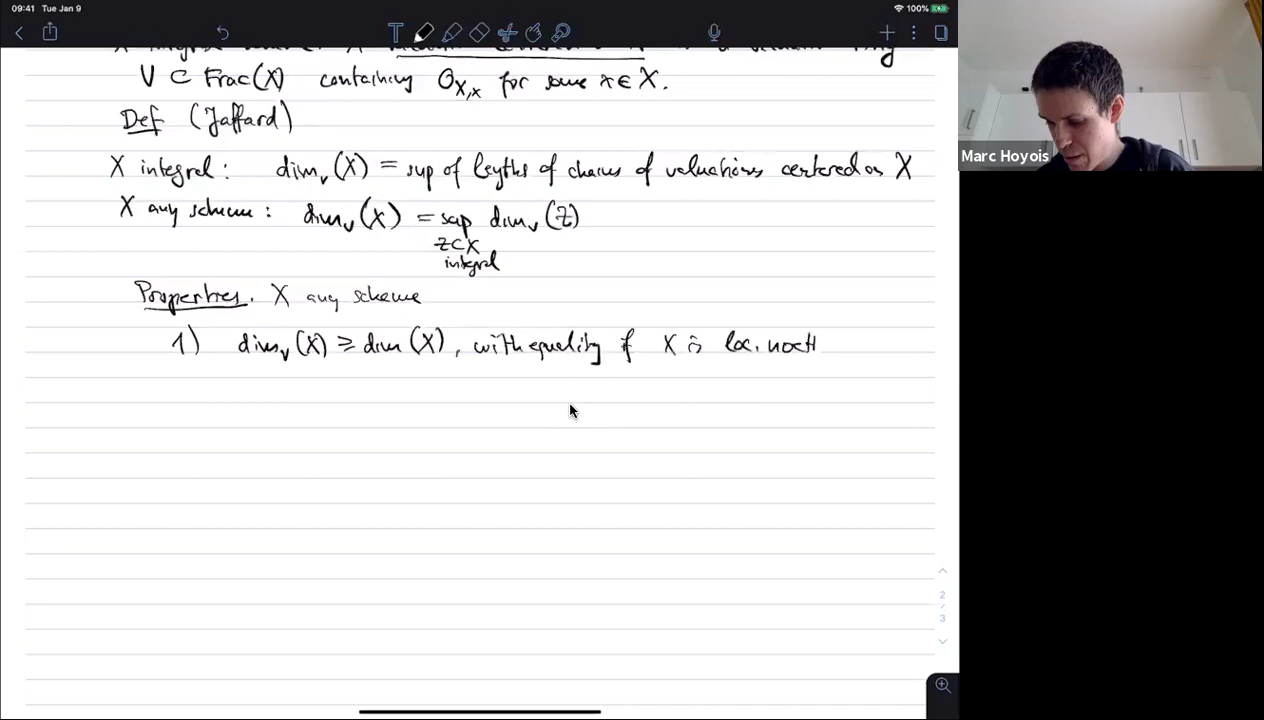 09:41 Tue Jan 9
100%
V ⊂ Frac(X) containing O_{X,x} for some x ∈ X.
Def (Jaffard)
X integral : dim_v(X) = sup of lengths of chains of valuations centered on X
X any scheme : dim_v(X) = sup dim_v(Z)
Z⊂X
integral
Properties. X any scheme
1) dim_v(X) ≥ dim(X), with equality if X is loc. noeth
Marc Hoyois
2
/
3